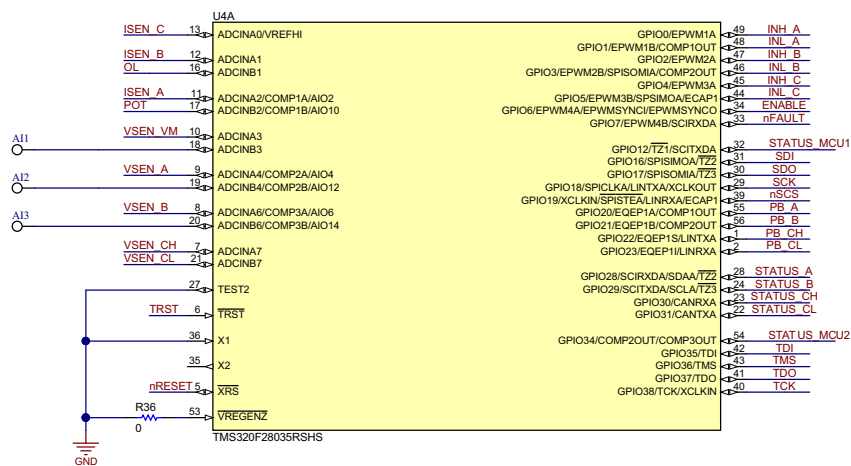 U4A
ISEN_C 13 ADCINA0/VREFHI GPIO0/EPWM1A 49 INH_A
GPIO1/EPWM1B/COMP1OUT 48 INL_A
ISEN_B 12 ADCINA1 GPIO2/EPWM2A 47 INH_B
OL 16 ADCINB1 GPIO3/EPWM2B/SPISOMIA/COMP2OUT 46 INL_B
GPIO4/EPWM3A 45 INH_C
ISEN_A 11 ADCINA2/COMP1A/AIO2 GPIO5/EPWM3B/SPSIMOA/ECAP1 44 INL_C
POT 17 ADCINB2/COMP1B/AIO10 GPIO6/EPWM4A/EPWMSYNCI/EPWMSYNCO 34 ENABLE
GPIO7/EPWM4B/SCIRXDA 33 nFAULT
VSEN_VM 10 ADCINA3
AI1 18 ADCINB3 GPIO12/TZ1/SCITXDA 32 STATUS_MCU1
GPIO16/SPISIMOA/TZ2 31 SDI
VSEN_A 9 ADCINA4/COMP2A/AIO4 GPIO17/SPISOMIA/TZ3 30 SDO
AI2 19 ADCINB4/COMP2B/AIO12 GPIO18/SPICLKA/LINTXA/XCLKOUT 29 SCK
GPIO19/XCLKIN/SPISTEA/LINRXA/ECAP1 39 nSCS
VSEN_B 8 ADCINA6/COMP3A/AIO6 GPIO20/EQEP1A/COMP1OUT 55 PB_A
AI3 20 ADCINB6/COMP3B/AIO14 GPIO21/EQEP1B/COMP2OUT 56 PB_B
GPIO22/EQEP1S/LINTXA 1 PB_CH
VSEN_CH 7 ADCINA7 GPIO23/EPEP1I/LINRXA 2 PB_CL
VSEN_CL 21 ADCINB7
GPIO28/SCIRXDA/SDAA/TZ2 28 STATUS_A
27 TEST2 GPIO29/SCITXDA/SCLA/TZ3 24 STATUS_B
GPIO30/CANRXA 23 STATUS_CH
TRST 6 TRST GPIO31/CANTXA 22 STATUS_CL
36 X1 GPIO34/COMP2OUT/COMP3OUT 54 STATUS_MCU2
GPIO35/TDI 42 TDI
35 X2 GPIO36/TMS 43 TMS
GPIO37/TDO 41 TDO
nRESET 5 XRS GPIO38/TCK/XCLKIN 40 TCK
R36 53 VREGENZ
0
TMS320F28035RSHS
GND